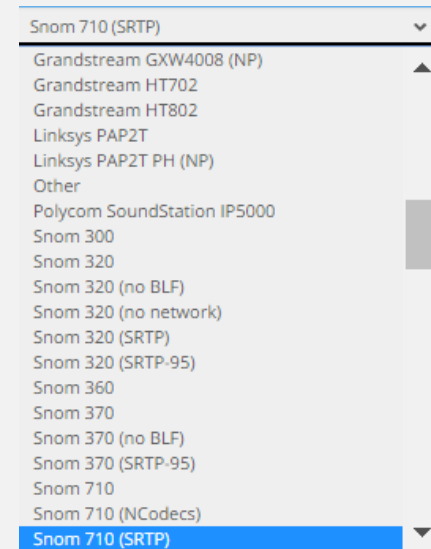 Snom 710 (SRTP)
Grandstream GXW4008 (NP)
Grandstream HT702
Grandstream HT802
Linksys PAP2T
Linksys PAP2T PH (NP)
Other
Polycom SoundStation IP5000
Snom 300
Snom 320
Snom 320 (no BLF)
Snom 320 (no network)
Snom 320 (SRTP)
Snom 320 (SRTP-95)
Snom 360
Snom 370
Snom 370 (no BLF)
Snom 370 (SRTP-95)
Snom 710
Snom 710 (NCodecs)
Snom 710 (SRTP)